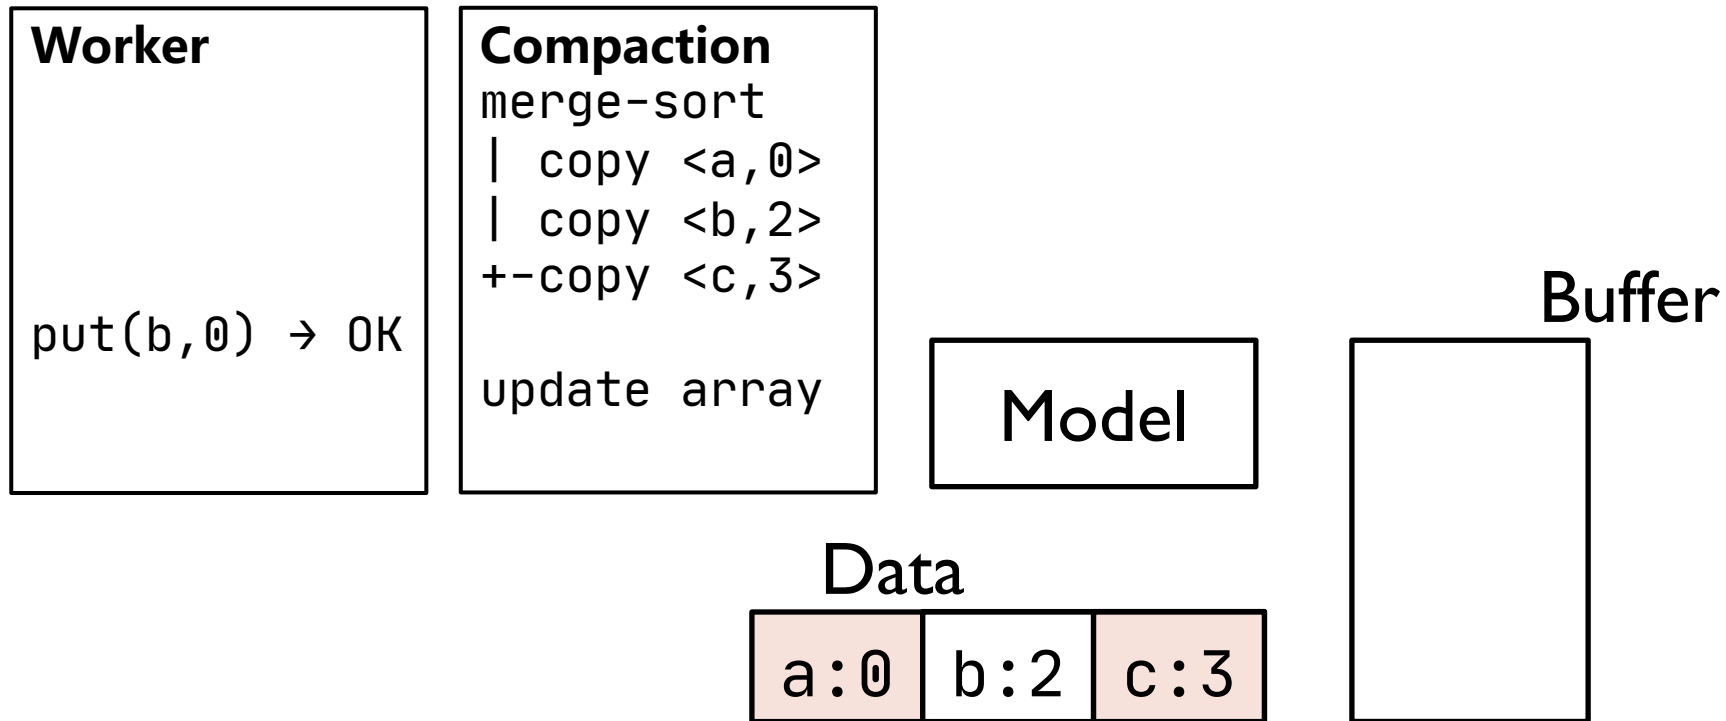 Worker
put(b,0) → OK
Compaction
merge-sort
| copy <a,0>
| copy <b,2>
+-copy <c,3>
update array
Model
Buffer
Data
a:0 b:2 c:3